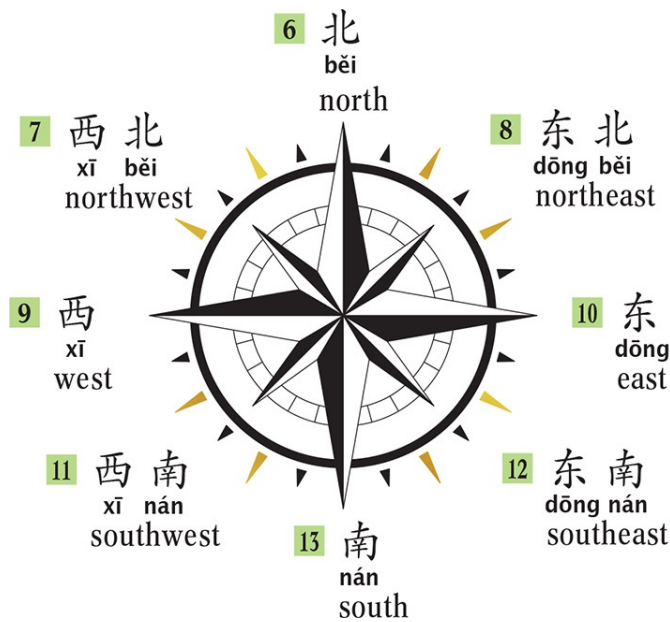 6 北
běi
north
7 西 北
xī běi
northwest
8 东 北
dōng běi
northeast
9 西
xī
west
10 东
dōng
east
11 西 南
xī nán
southwest
12 东 南
dōng nán
southeast
13 南
nán
south